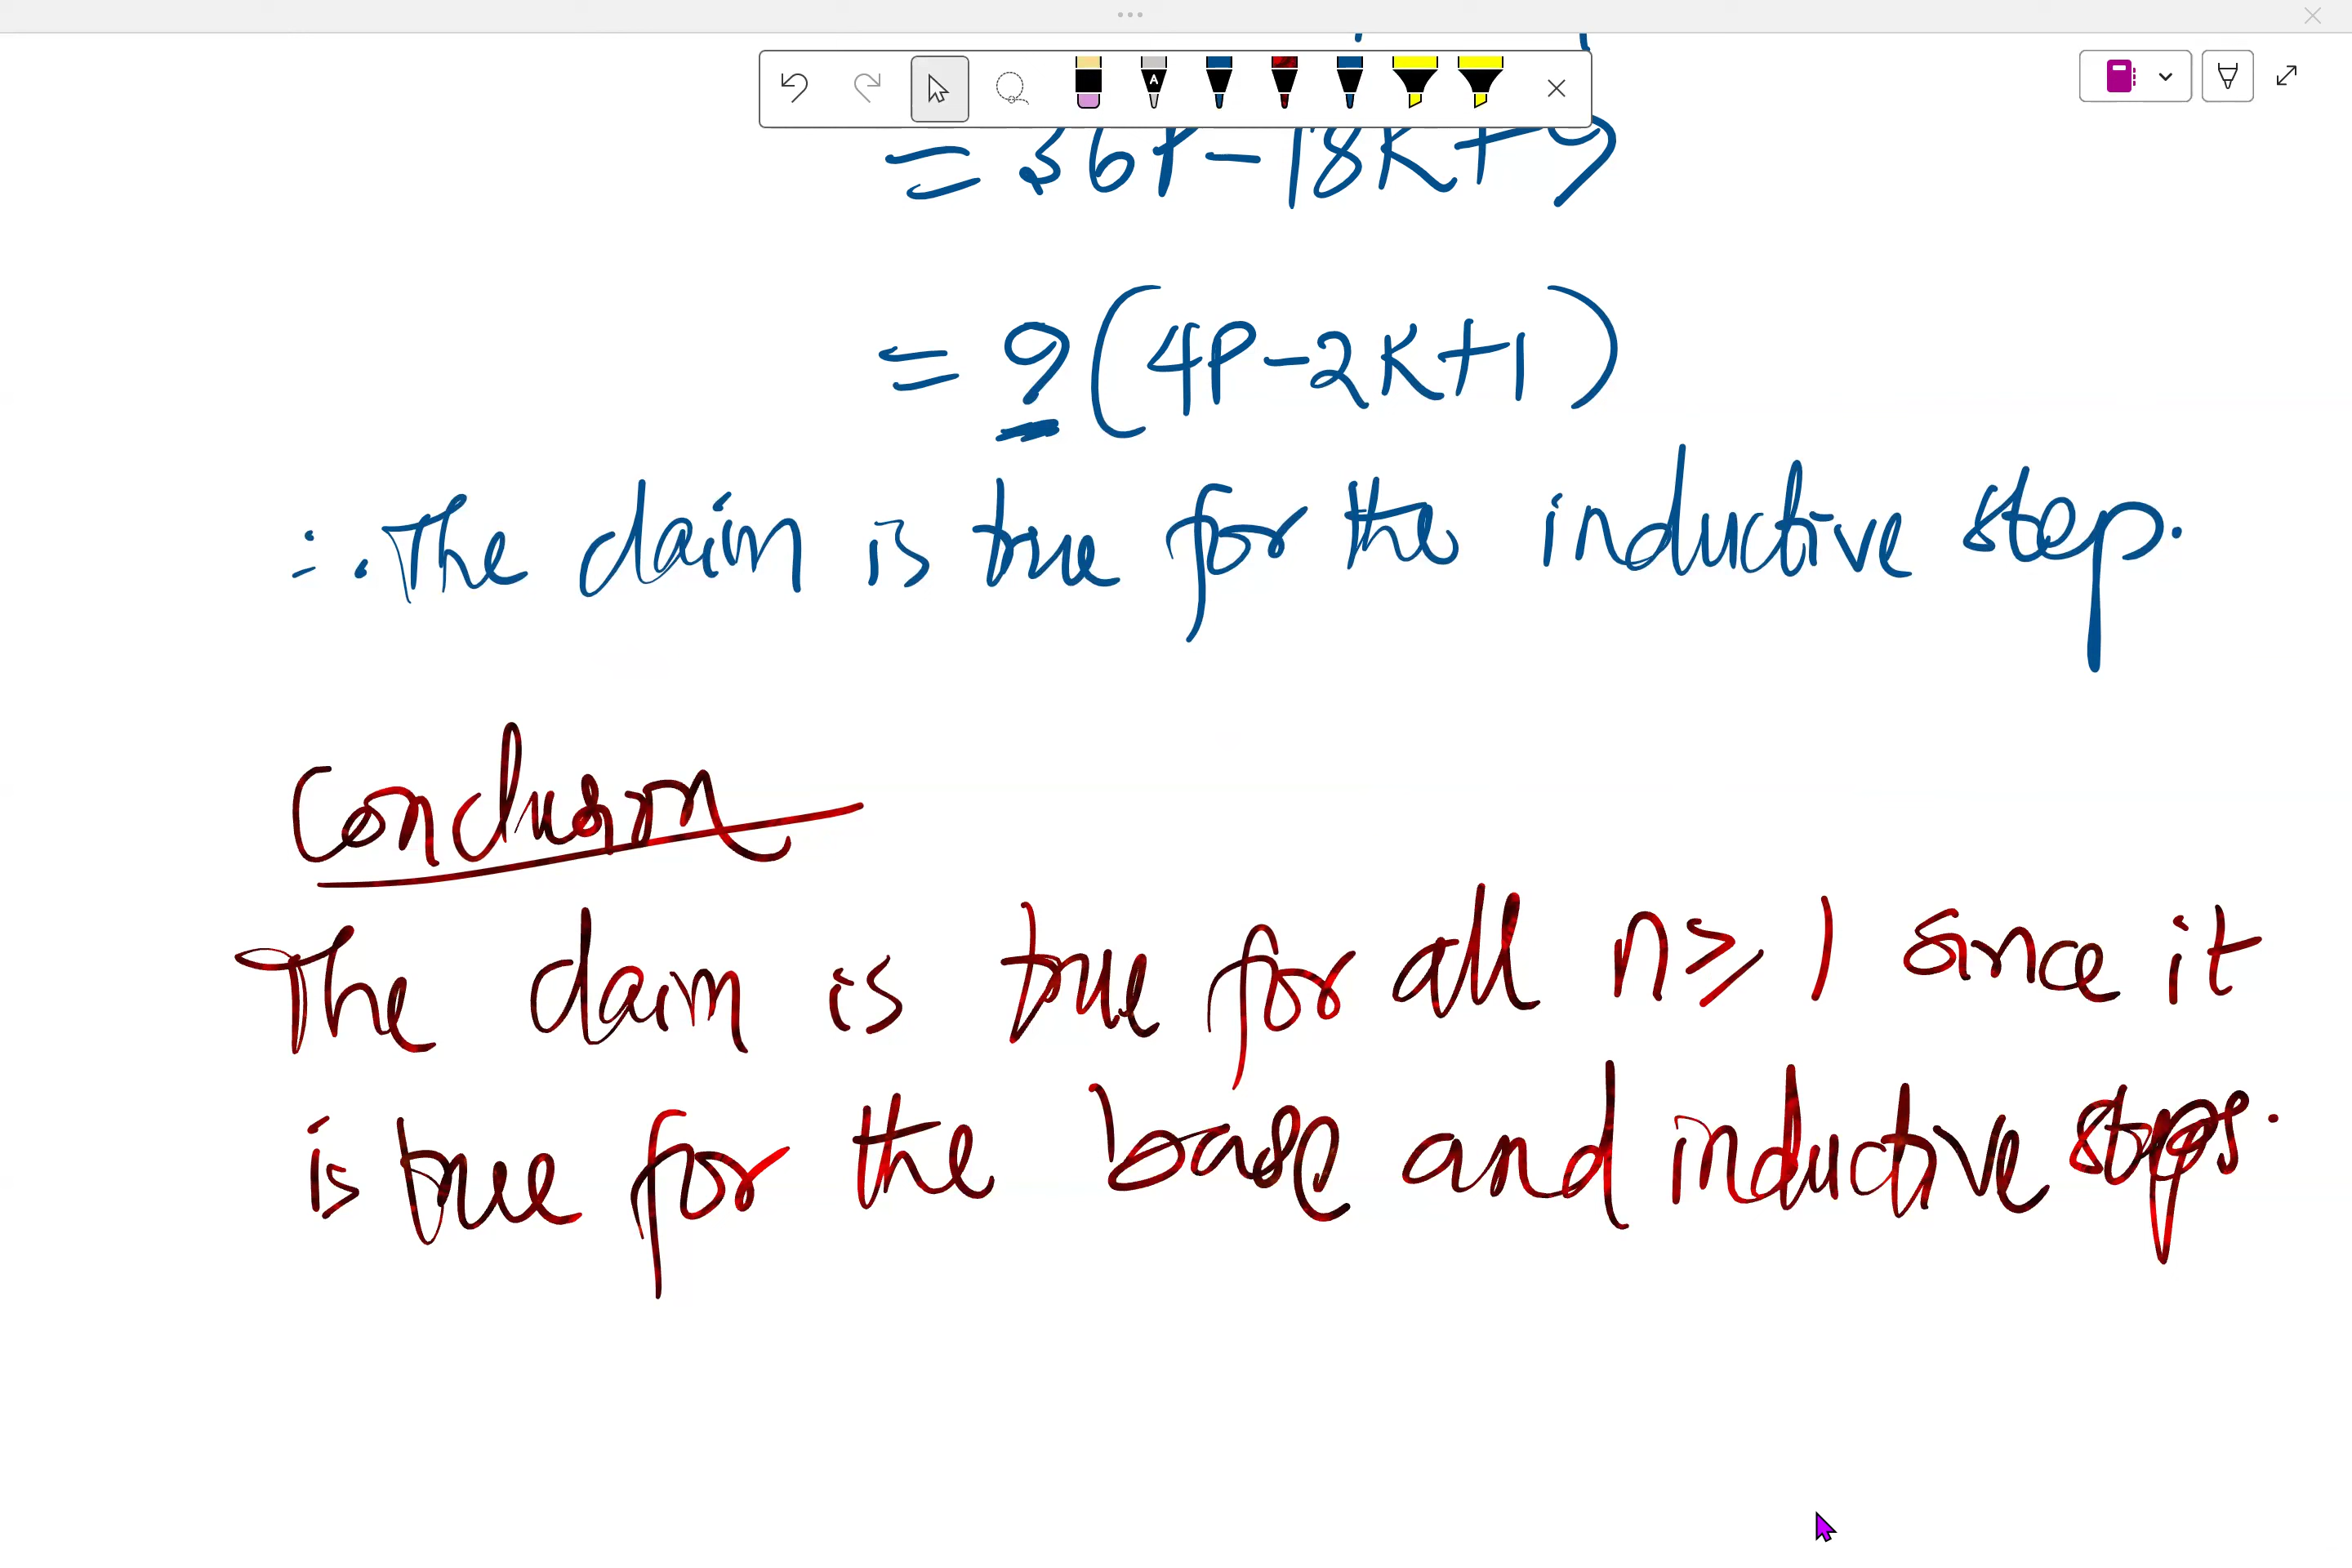 = 36P - 18K + 9
= 9 (4P - 2K + 1)
∴ The claim is true for the inductive step.
Conclusion
The claim is true for all n ≥ 1 since it
is true for the base and inductive steps.